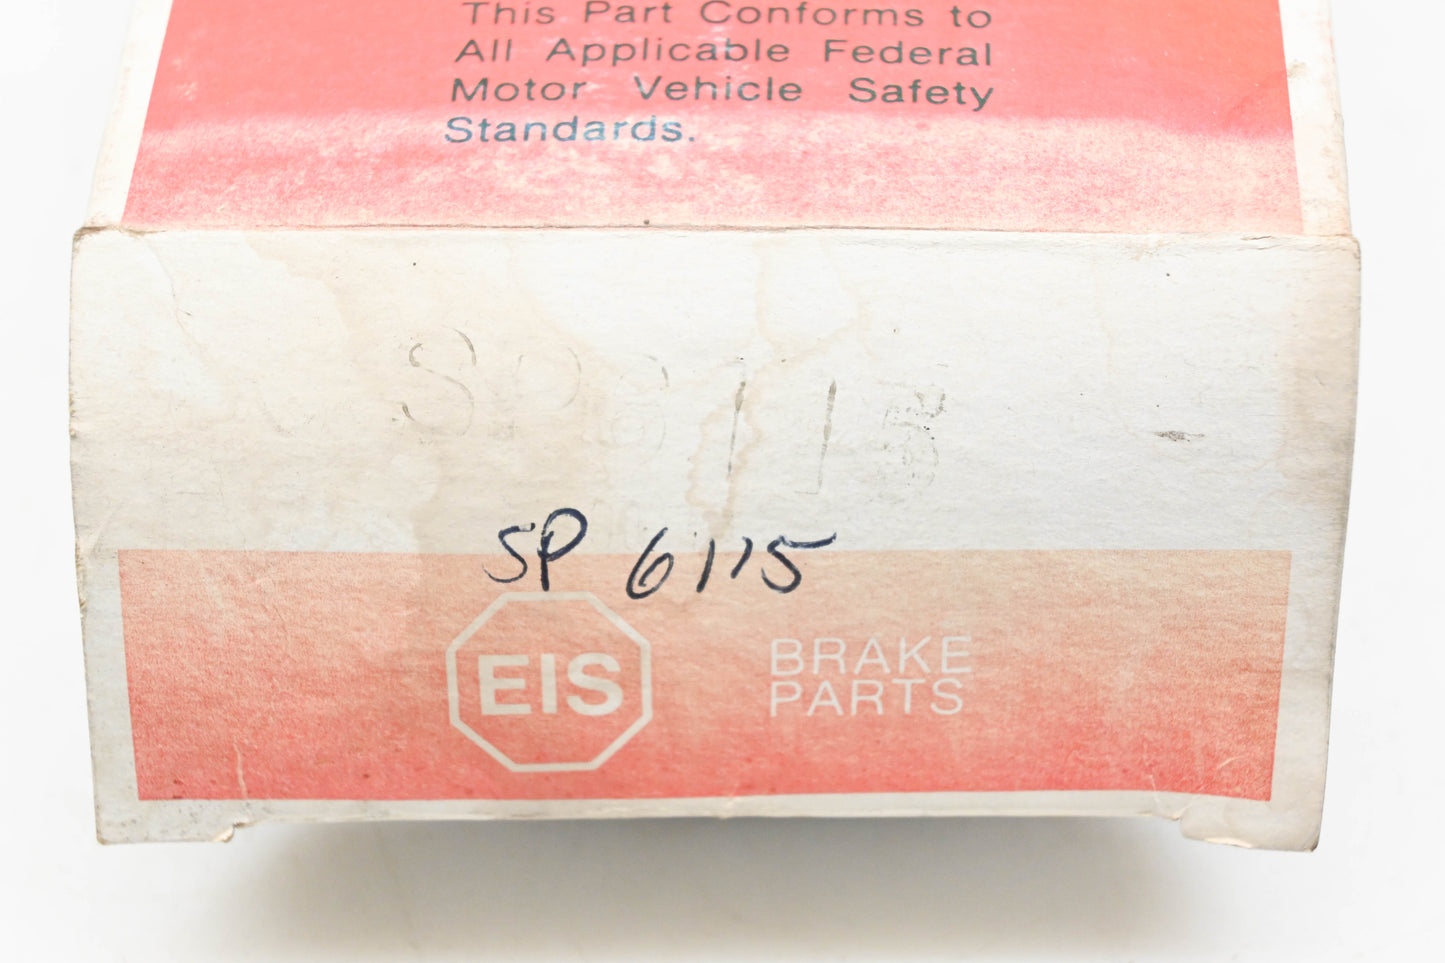 This Part Conforms to
All Applicable Federal
Motor Vehicle Safety
Standards.
SP6115
SP 6115
EIS
BRAKE
PARTS